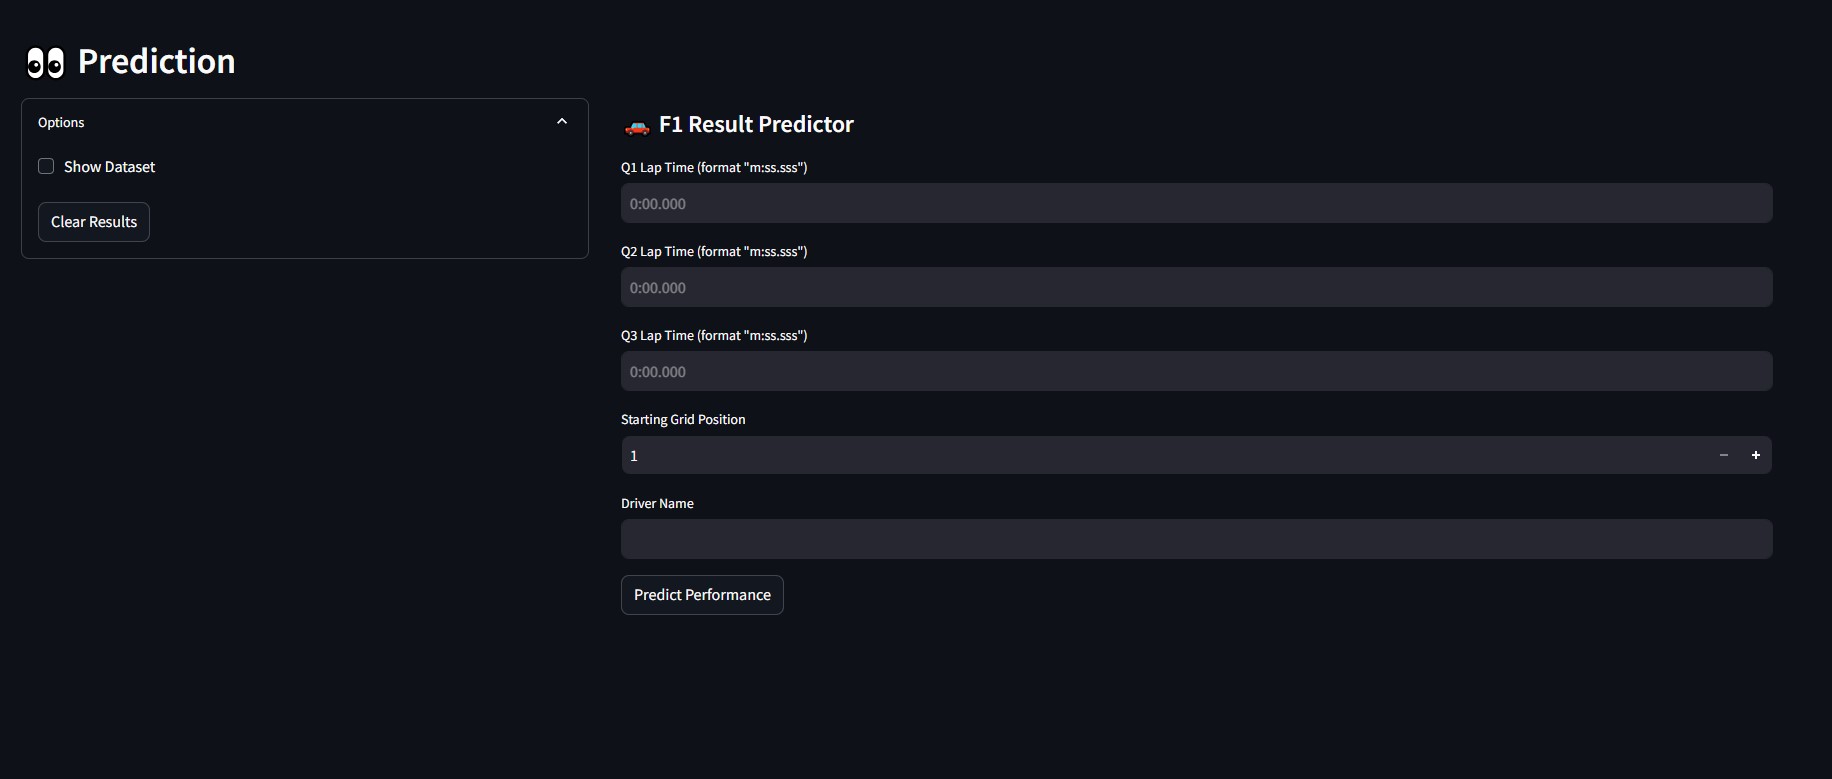 Prediction
Options
Show Dataset
Clear Results
F1 Result Predictor
Q1 Lap Time (format "m:ss.sss")
0:00.000
Q2 Lap Time (format "m:ss.sss")
0:00.000
Q3 Lap Time (format "m:ss.sss")
0:00.000
Starting Grid Position
1
Driver Name
Predict Performance